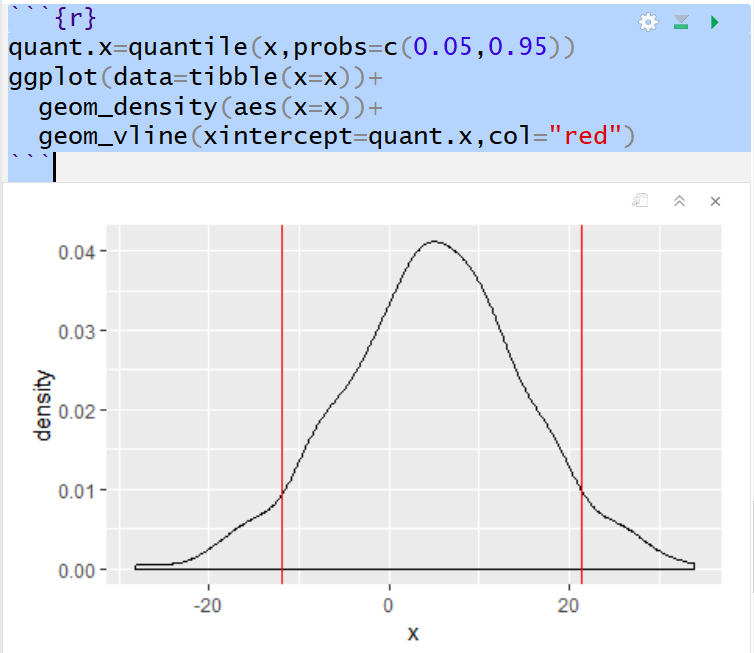 ```{r}
quant.x=quantile(x,probs=c(0.05,0.95))
ggplot(data=tibble(x=x))+
  geom_density(aes(x=x))+
  geom_vline(xintercept=quant.x,col="red")
```
0.04
0.03
density
0.02
0.01
0.00
-20 0 20
x